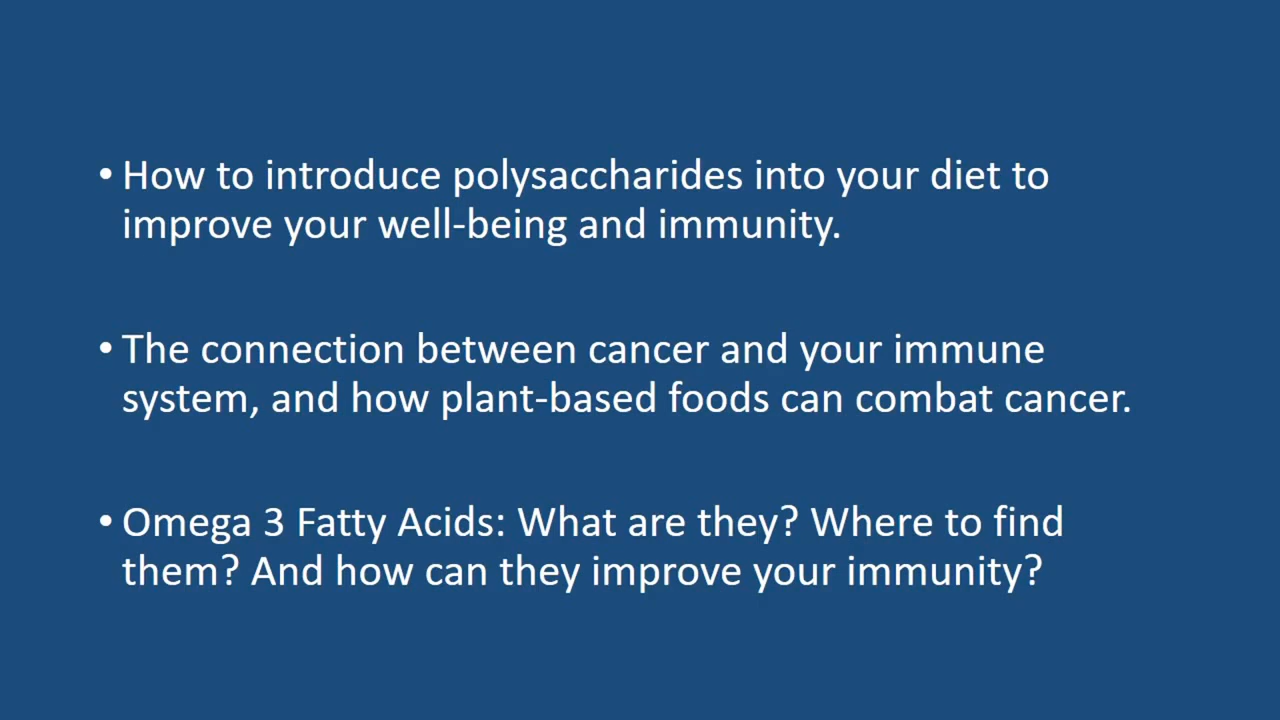 • How to introduce polysaccharides into your diet to
improve your well-being and immunity.
• The connection between cancer and your immune
system, and how plant-based foods can combat cancer.
• Omega 3 Fatty Acids: What are they? Where to find
them? And how can they improve your immunity?